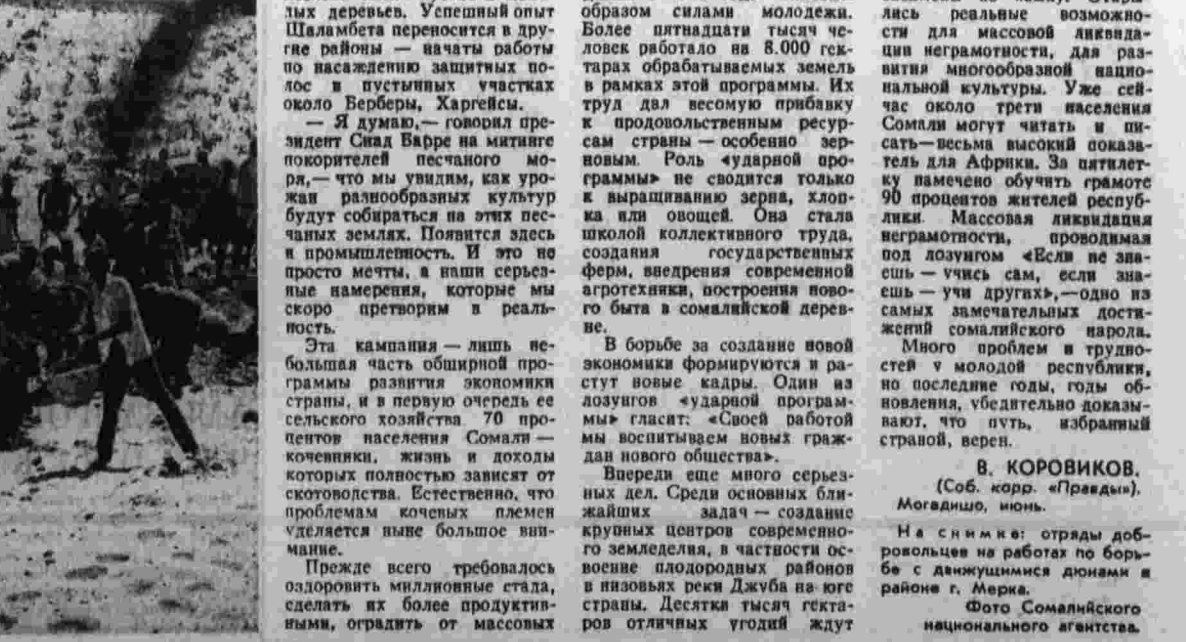 лых деревьев. Успешный опыт
Шаламбета переносится в дру-
гие районы — начаты работы
по насаждению защитных по-
лос в пустынных участках
около Берберы, Харгейсы.
— Я думаю,— говорил пре-
зидент Сиад Барре на митинге
покорителей песчаного мо-
ря,— что мы увидим, как уро-
жаи разнообразных культур
будут собираться на этих пес-
чаных землях. Появится здесь
и промышленность. И это не
просто мечты, а наши серьез-
ные намерения, которые мы
скоро претворим в реаль-
ность.
Эта кампания — лишь не-
большая часть обширной про-
граммы развития экономики
страны, и в первую очередь ее
сельского хозяйства. 70 про-
центов населения Сомали —
кочевники, жизнь и доходы
которых полностью зависят от
скотоводства. Естественно, что
проблемам кочевых племен
уделяется ныне большое вни-
мание.
Прежде всего требовалось
оздоровить миллионные стада,
сделать их более продуктив-
ными, оградить от массовых
образом силами молодежи.
Более пятнадцати тысяч че-
ловек работало на 8.000 гек-
тарах обрабатываемых земель
в рамках этой программы. Их
труд дал весомую прибавку
к продовольственным ресур-
сам страны — особенно зер-
новым. Роль «ударной про-
граммы» не сводится только
к выращиванию зерна, хлоп-
ка или овощей. Она стала
школой коллективного труда,
создания государственных
ферм, внедрения современной
агротехники, построения ново-
го быта в сомалийской дерев-
не.
В борьбе за создание новой
экономики формируются и ра-
стут новые кадры. Один из
лозунгов «ударной програм-
мы» гласит: «Своей работой
мы воспитываем новых граж-
дан нового общества».
Впереди еще много серьез-
ных дел. Среди основных бли-
жайших задач — создание
крупных центров современно-
го земледелия, в частности ос-
воение плодородных районов
в низовьях реки Джуба на юге
страны. Десятки тысяч гекта-
ров отличных угодий ждут
лись реальные возможно-
сти для массовой ликвида-
ции неграмотности, для раз-
вития многообразной нацио-
нальной культуры. Уже сей-
час около трети населения
Сомали могут читать и пи-
сать—весьма высокий показа-
тель для Африки. За пятилет-
ку намечено обучить грамоте
90 процентов жителей респуб-
лики. Массовая ликвидация
неграмотности, проводимая
под лозунгом «Если не зна-
ешь — учись сам, если зна-
ешь — учи других»,—одно из
самых замечательных дости-
жений сомалийского народа.
Много проблем и трудно-
стей у молодой республики,
но последние годы, годы об-
новления, убедительно доказы-
вают, что путь, избранный
страной, верен.
В. КОРОВИКОВ.
(Соб. корр. «Правды»).
Могадишо, июнь.
На снимке: отряды доб-
ровольцев на работах по борь-
бе с движущимися дюнами в
районе г. Мерка.
Фото Сомалийского
национального агентства.